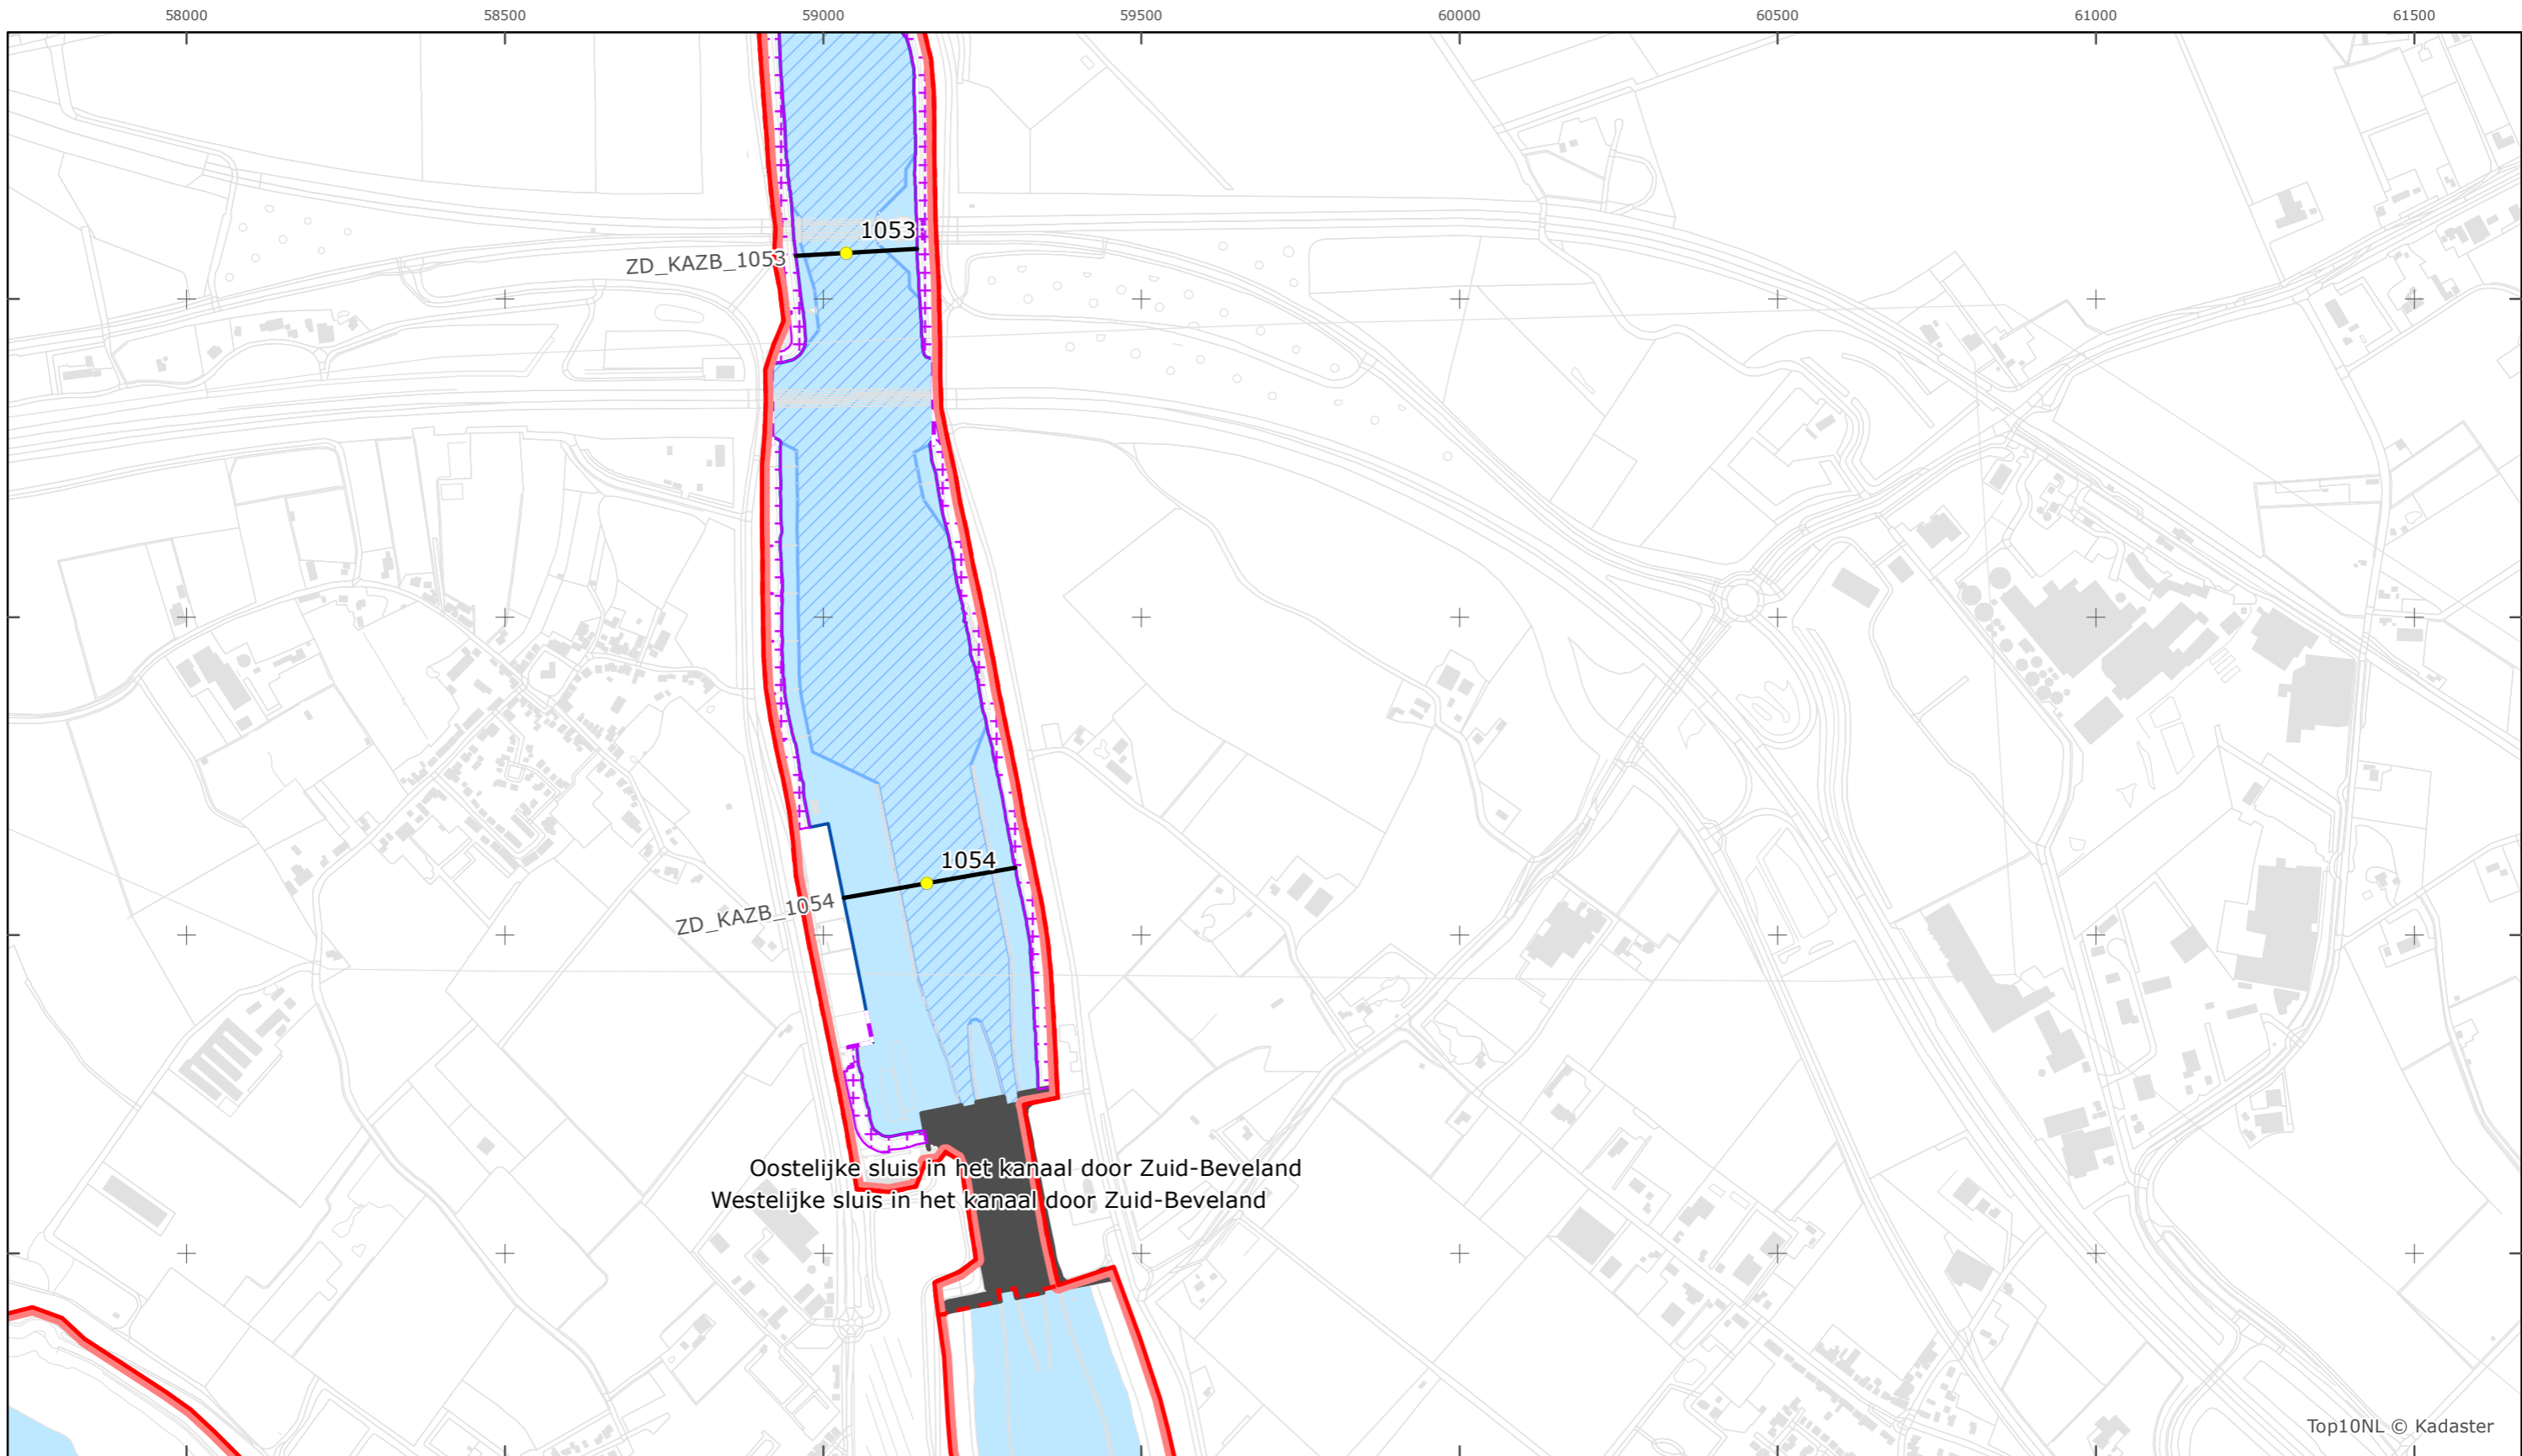 58000 58500 59000 59500 60000 60500 61000 61500
1053
ZD_KAZB_1053
1054
ZD_KAZB_1054
Oostelijke sluis in het kanaal door Zuid-Beveland
Westelijke sluis in het kanaal door Zuid-Beveland
Top10NL © Kadaster